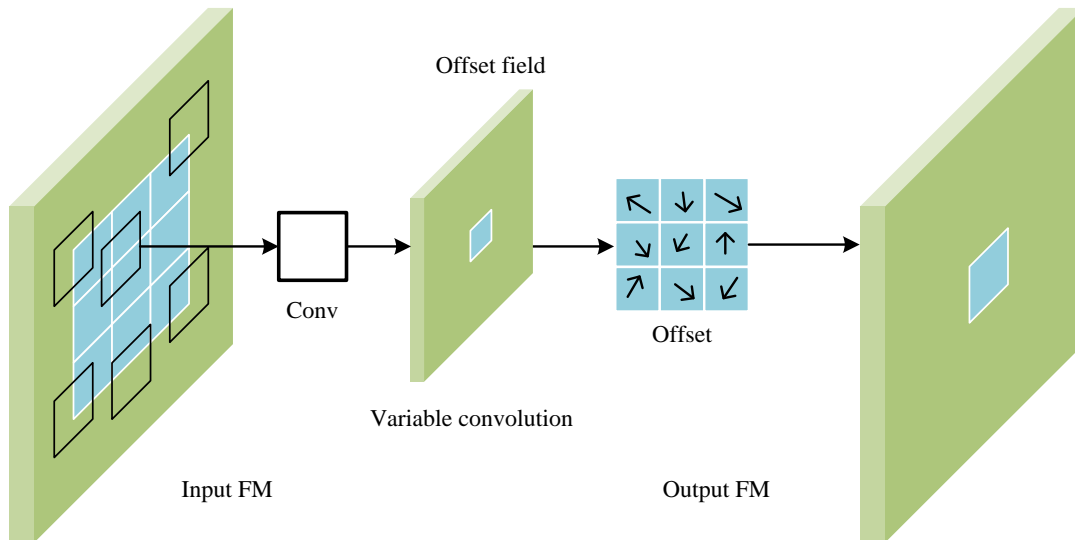 Offset field
Conv
Offset
Variable convolution
Input FM
Output FM